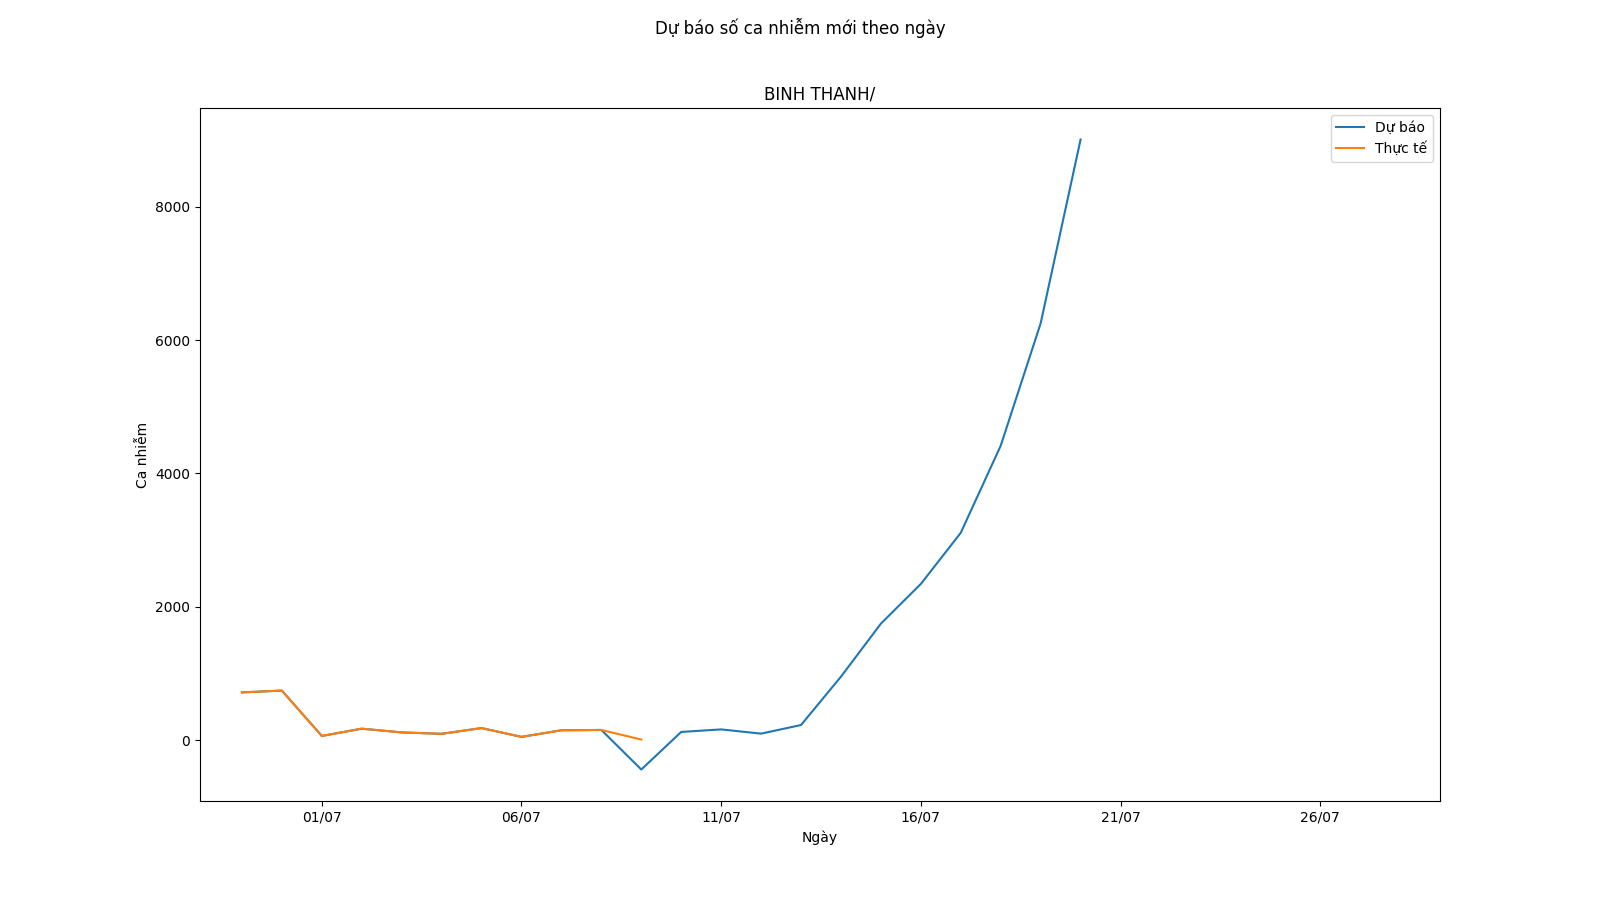 Dự báo số ca nhiễm mới theo ngày
BINH THANH/
Dự báo
Thực tế
8000
6000
4000
2000
0
Ca nhiễm
01/07
06/07
11/07
16/07
21/07
26/07
Ngày